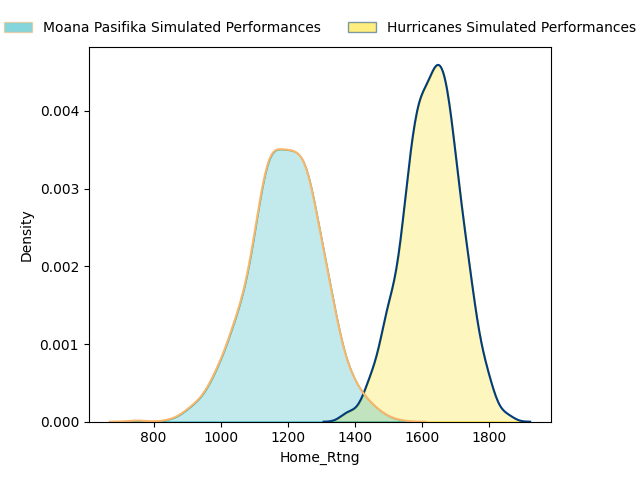 Moana Pasifika Simulated Performances
Hurricanes Simulated Performances
Density
0.004
0.003
0.002
0.001
0.000
800 1000 1200 1400 1600 1800
Home_Rtng